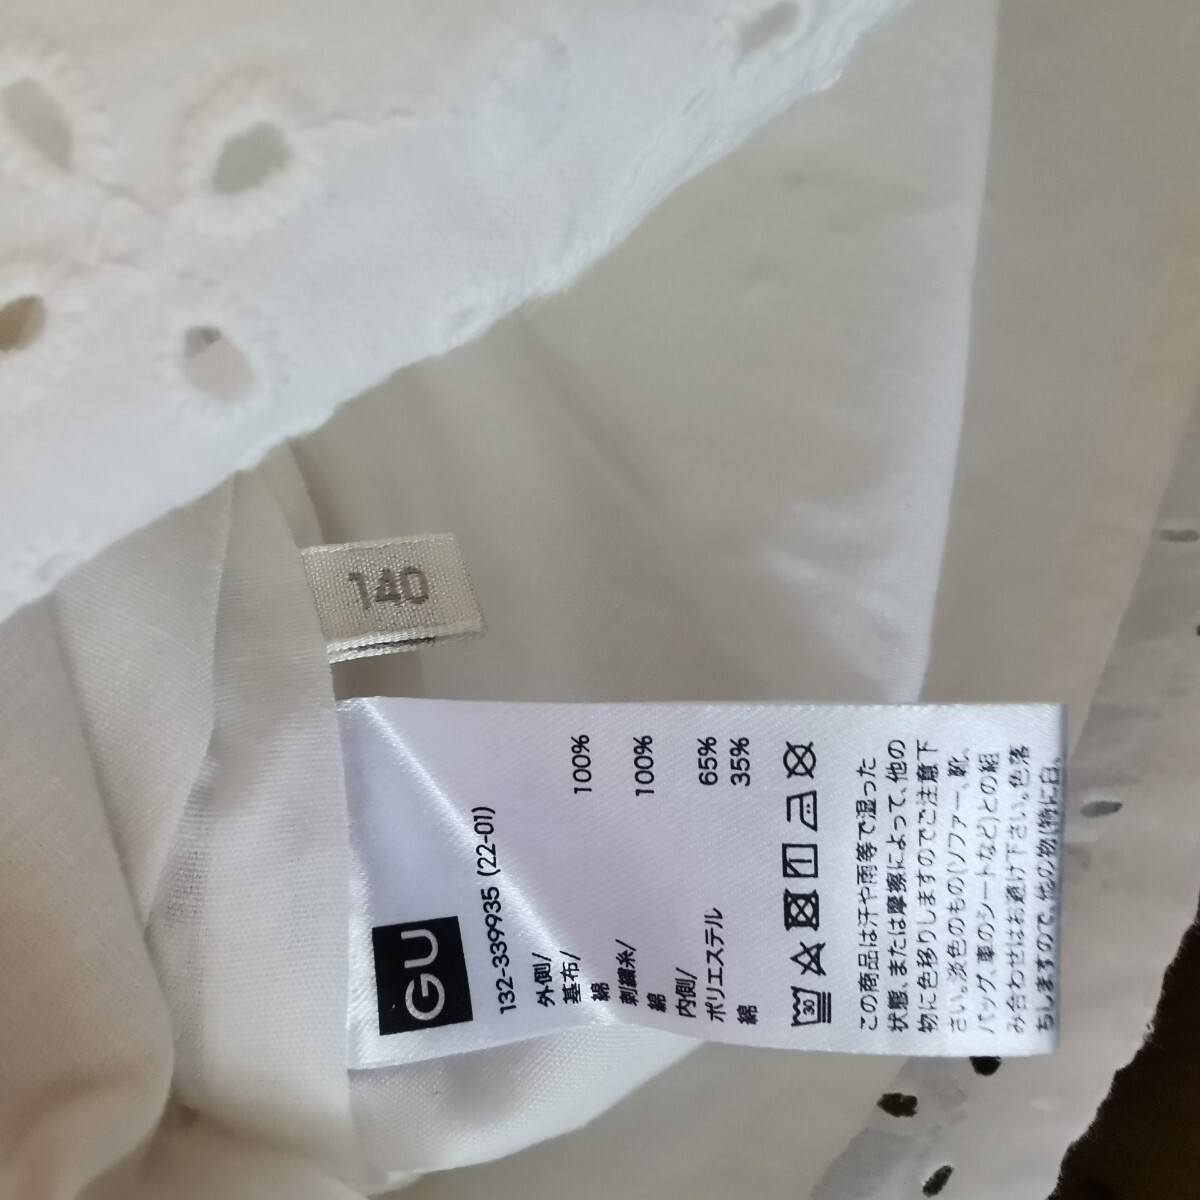 140
GU
132-339935 (22-01)
外側/
基布/
綿 100%
刺繍糸/
綿 100%
内側/
ポリエステル 65%
綿 35%
30
この商品は汗や雨等で湿った
状態、または摩擦によって、他の
物に色移りしますのでご注意下
さい。淡色のもの(ソファー、靴、
バッグ、車のシートなど)との組
み合わせはお避け下さい。色落
ちしますので、他の物(特に白、